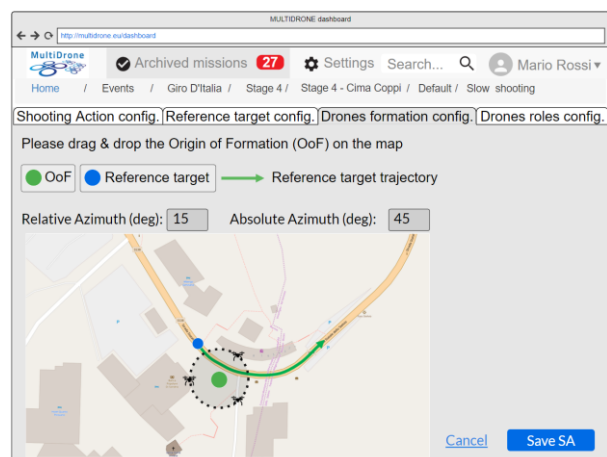 MULTIDRONE dashboard
http://multidrone.eu/dashboard
MultiDrone
Archived missions 27 Settings Search... Mario Rossi
Home / Events / Giro D'Italia / Stage 4 / Stage 4 - Cima Coppi / Default / Slow shooting
Shooting Action config. Reference target config. Drones formation config. Drones roles config.
Please drag & drop the Origin of Formation (OoF) on the map
OoF Reference target Reference target trajectory
Relative Azimuth (deg): 15 Absolute Azimuth (deg): 45
Cancel Save SA